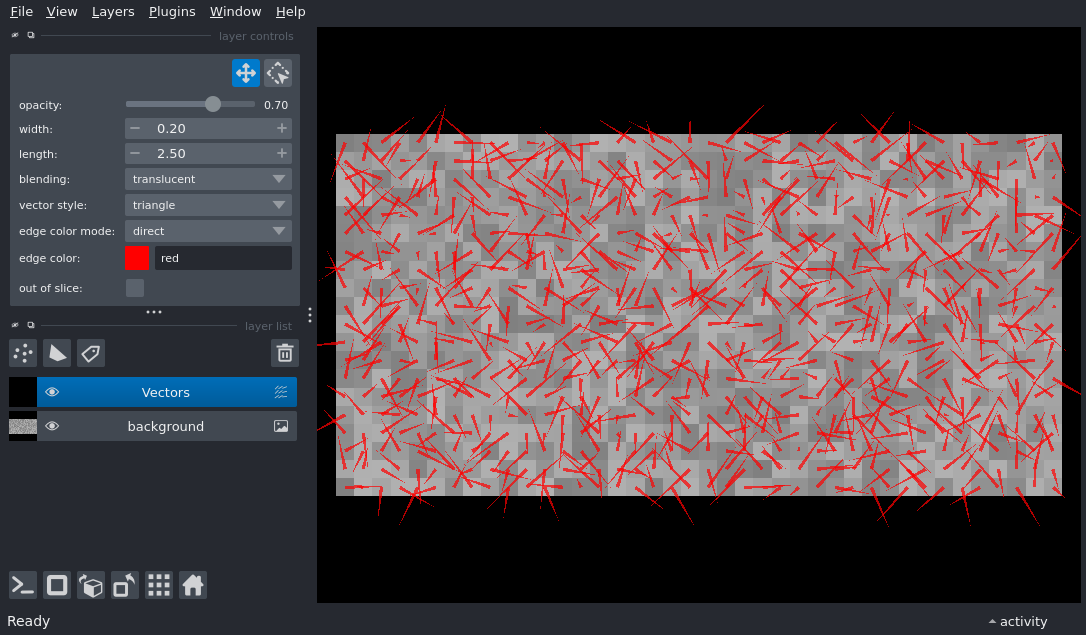 File View Layers Plugins Window Help
layer controls
opacity: 0.70
width: 0.20
length: 2.50
blending: translucent
vector style: triangle
edge color mode: direct
edge color: red
out of slice:
layer list
Vectors
background
Ready
activity